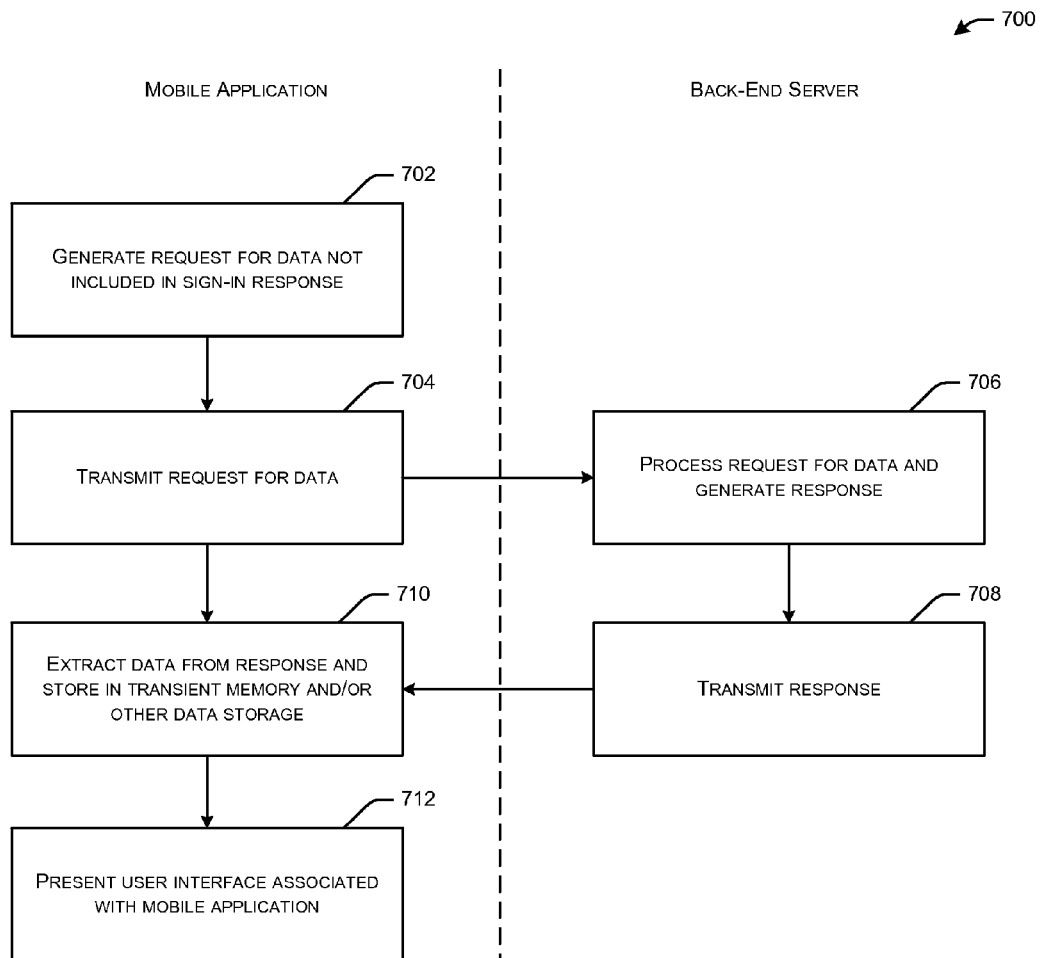 700
MOBILE APPLICATION
BACK-END SERVER
702
GENERATE REQUEST FOR DATA NOT
INCLUDED IN SIGN-IN RESPONSE
704
TRANSMIT REQUEST FOR DATA
706
PROCESS REQUEST FOR DATA AND
GENERATE RESPONSE
710
EXTRACT DATA FROM RESPONSE AND
STORE IN TRANSIENT MEMORY AND/OR
OTHER DATA STORAGE
708
TRANSMIT RESPONSE
712
PRESENT USER INTERFACE ASSOCIATED
WITH MOBILE APPLICATION